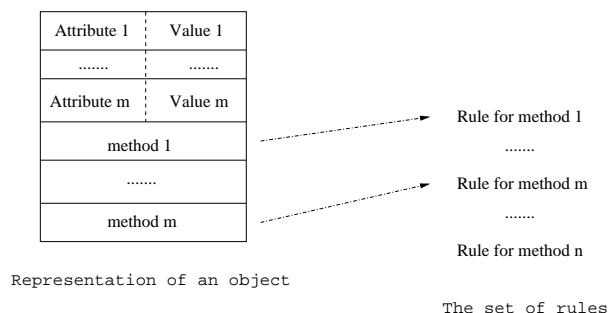 Attribute 1 Value 1
....... .......
Attribute m Value m
method 1
.......
method m
Representation of an object
Rule for method 1
.......
Rule for method m
.......
Rule for method n
The set of rules